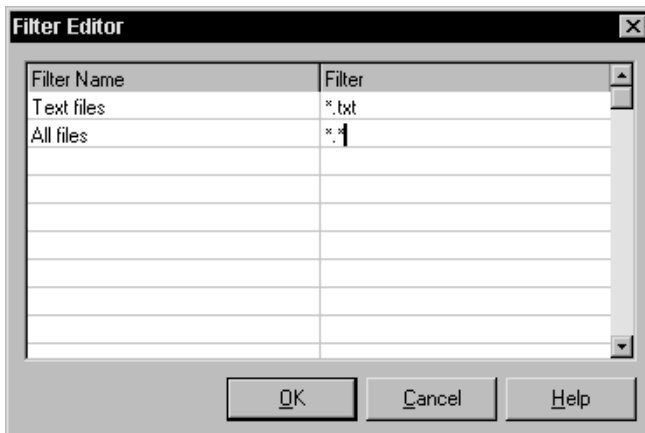 Filter Editor
Filter Name Filter
Text files *.txt
All files *.*
OK Cancel Help